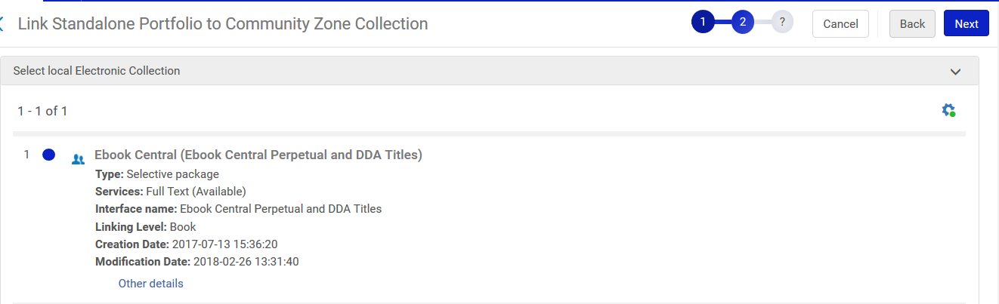 Link Standalone Portfolio to Community Zone Collection
1 2 ?
Cancel Back Next
Select local Electronic Collection
1 - 1 of 1
1 Ebook Central (Ebook Central Perpetual and DDA Titles)
Type: Selective package
Services: Full Text (Available)
Interface name: Ebook Central Perpetual and DDA Titles
Linking Level: Book
Creation Date: 2017-07-13 15:36:20
Modification Date: 2018-02-26 13:31:40
Other details